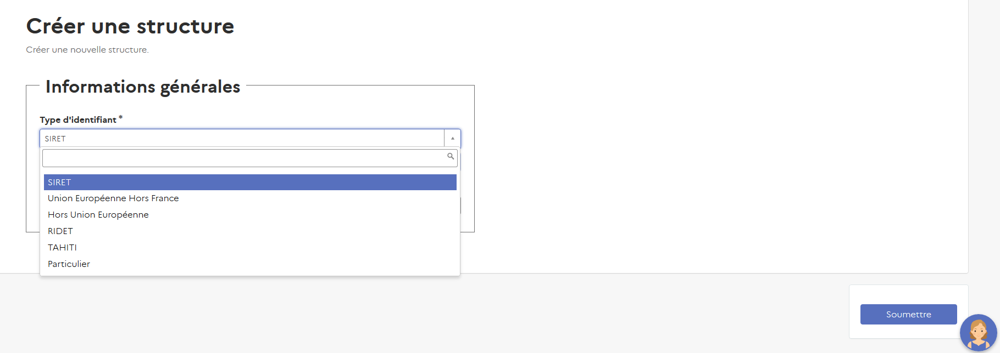 Créer une structure
Créer une nouvelle structure.
Informations générales
Type d'identifiant *
SIRET
SIRET
Union Européenne Hors France
Hors Union Européenne
RIDET
TAHITI
Particulier
Soumettre